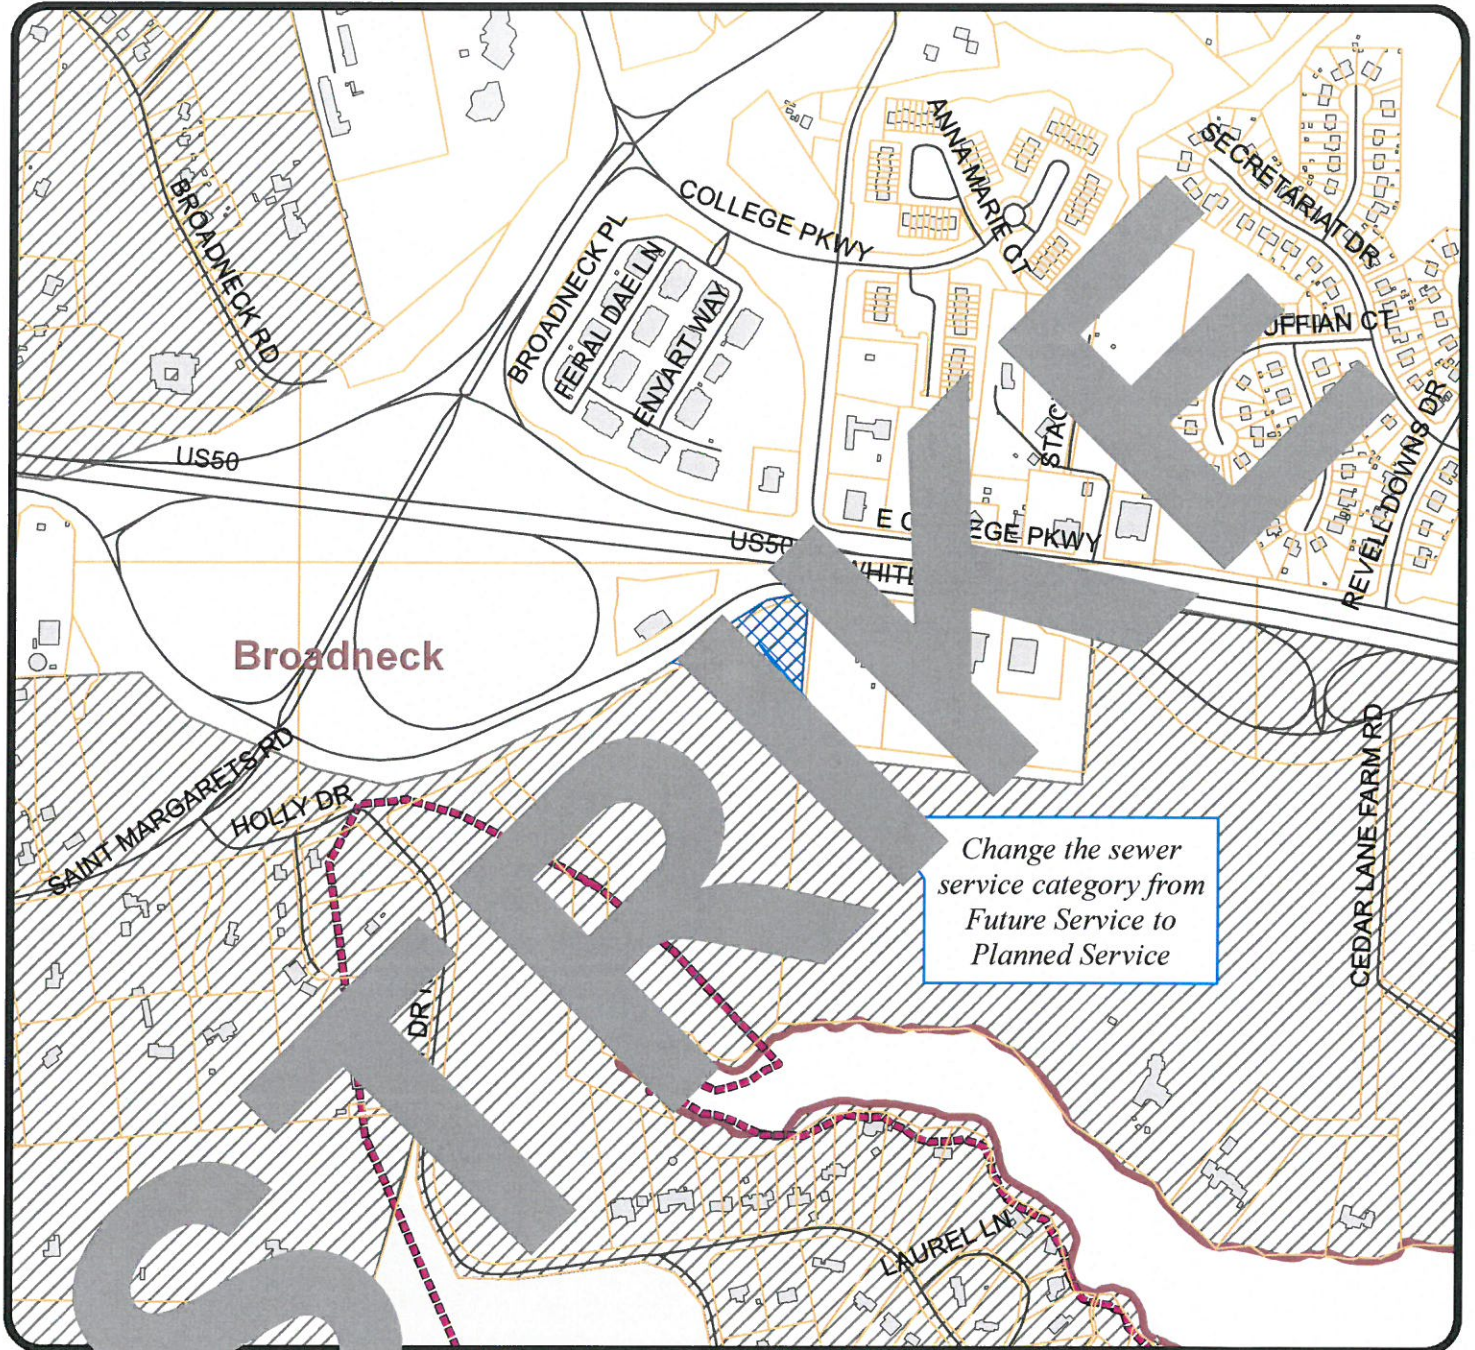 BROADNECK RD
COLLEGE PKWY
ANNA MARIE CT
SECRETARIAT DR
BROADNECK PL
FERAL DAE LN
ENYART WAY
UFFIAN CT
REVELL DOWNS DR
STAC
US50
US50
E C EGE PKWY
WHITE
Broadneck
SAINT MARGARETS RD
HOLLY DR
DR
CEDAR LANE FARM RD
Change the sewer
service category from
Future Service to
Planned Service
LAUREL LN
STRIKE